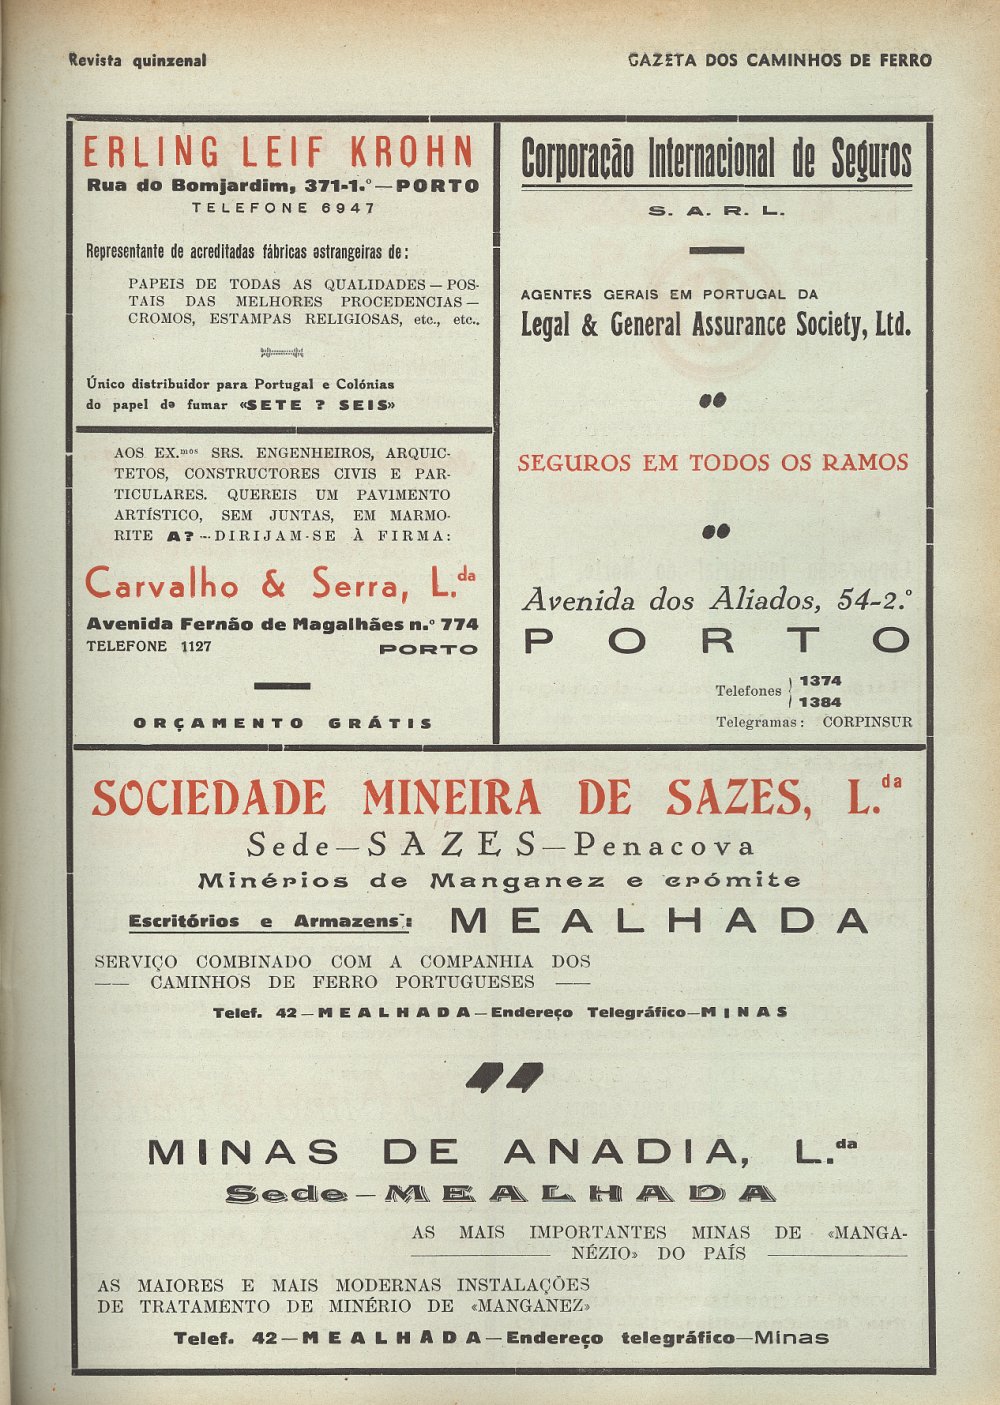 Revista quinzenal
GAZETA DOS CAMINHOS DE FERRO
ERLING LEIF KROHN
Rua do Bomjardim, 371-1.º—PORTO
TELEFONE 6947
Representante de acreditadas fábricas estrangeiras de:
PAPEIS DE TODAS AS QUALIDADES — POS-
TAIS DAS MELHORES PROCEDENCIAS —
CROMOS, ESTAMPAS RELIGIOSAS, etc., etc..
Único distribuidor para Portugal e Colónias
do papel de fumar «SETE ? SEIS»
AOS EX.mos SRS. ENGENHEIROS, ARQUIC-
TETOS, CONSTRUCTORES CIVIS E PAR-
TICULARES. QUEREIS UM PAVIMENTO
ARTÍSTICO, SEM JUNTAS, EM MARMO-
RITE A? -- DIRIJAM-SE À FIRMA:
Carvalho & Serra, L.da
Avenida Fernão de Magalhães n.º 774
TELEFONE 1127 PORTO
ORÇAMENTO GRÁTIS
Corporação Internacional de Seguros
S. A. R. L.
AGENTES GERAIS EM PORTUGAL DA
Legal & General Assurance Society, Ltd.
SEGUROS EM TODOS OS RAMOS
Avenida dos Aliados, 54-2.º
PORTO
Telefones 1374
1384
Telegramas: CORPINSUR
SOCIEDADE MINEIRA DE SAZES, L.da
Sede—SAZES—Penacova
Minérios de Manganez e crómite
Escritórios e Armazens: MEALHADA
SERVIÇO COMBINADO COM A COMPANHIA DOS
—— CAMINHOS DE FERRO PORTUGUESES ——
Telef. 42—MEALHADA—Endereço Telegráfico—MINAS
MINAS DE ANADIA, L.da
Sede—MEALHADA
AS MAIS IMPORTANTES MINAS DE «MANGA-
NÉZIO» DO PAÍS
AS MAIORES E MAIS MODERNAS INSTALAÇÕES
DE TRATAMENTO DE MINÉRIO DE «MANGANEZ»
Telef. 42—MEALHADA—Endereço telegráfico—Minas